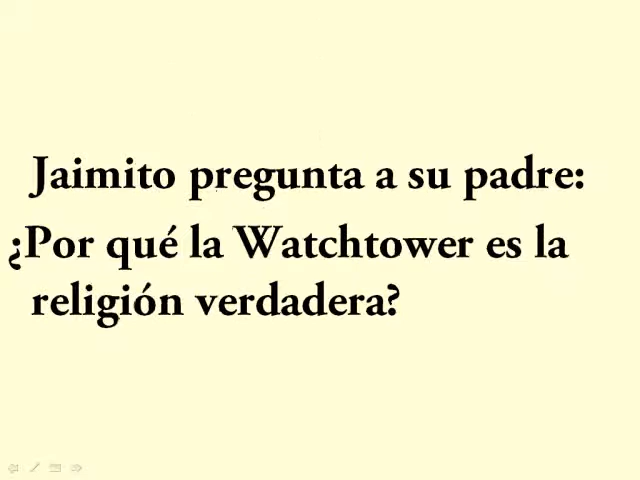 Jaimito pregunta a su padre:
¿Por qué la Watchtower es la
religión verdadera?